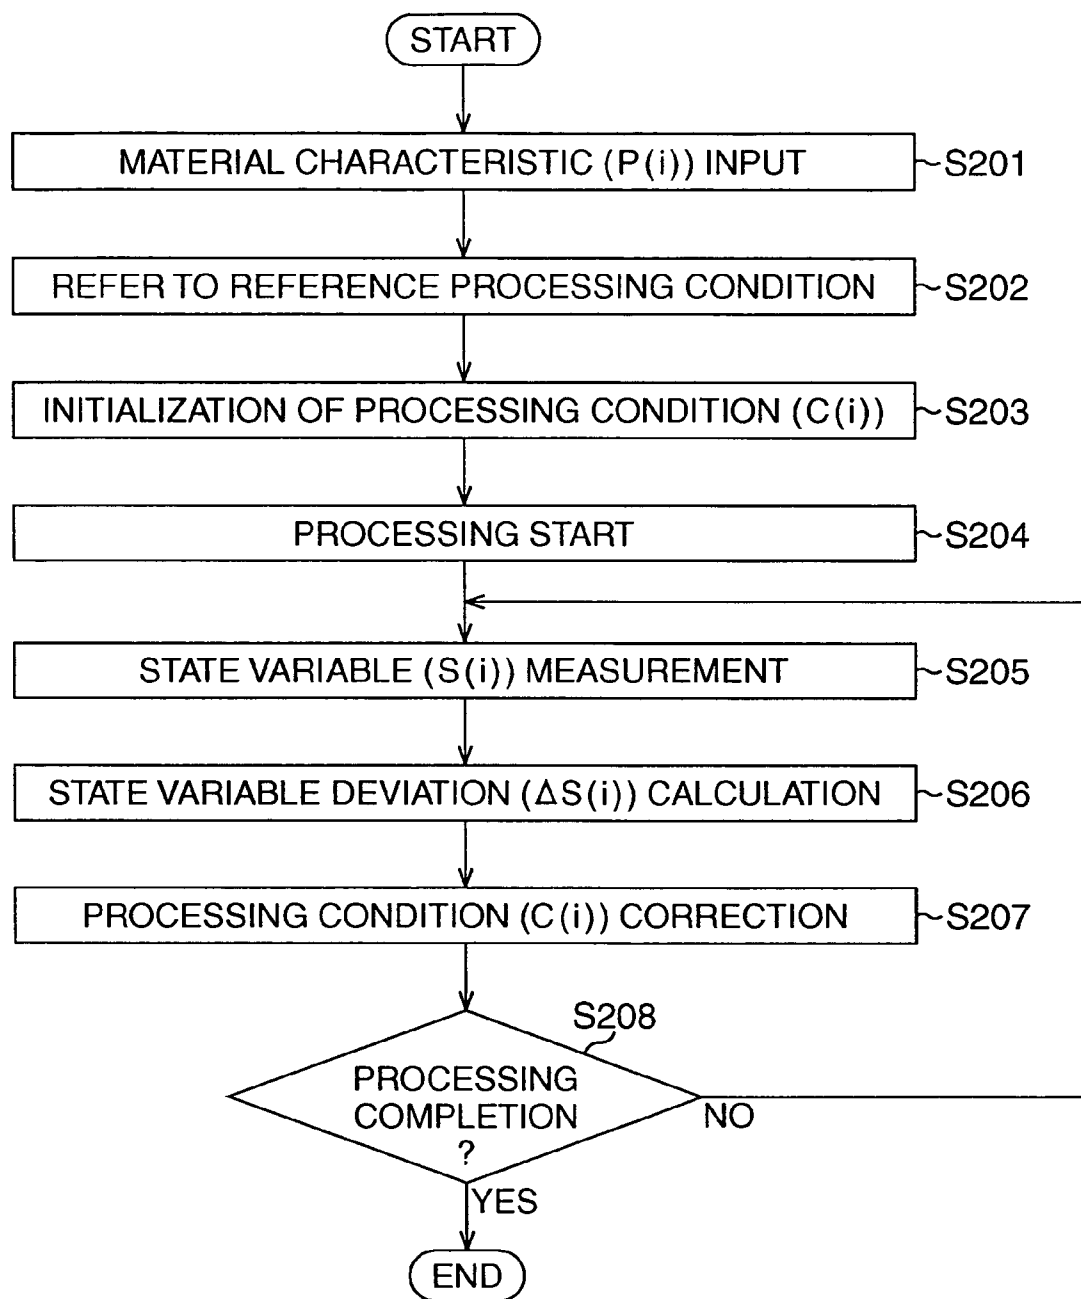 START
MATERIAL CHARACTERISTIC (P(i)) INPUT
S201
REFER TO REFERENCE PROCESSING CONDITION
S202
INITIALIZATION OF PROCESSING CONDITION (C(i))
S203
PROCESSING START
S204
STATE VARIABLE (S(i)) MEASUREMENT
S205
STATE VARIABLE DEVIATION (ΔS(i)) CALCULATION
S206
PROCESSING CONDITION (C(i)) CORRECTION
S207
S208
PROCESSING
COMPLETION
?
NO
YES
END